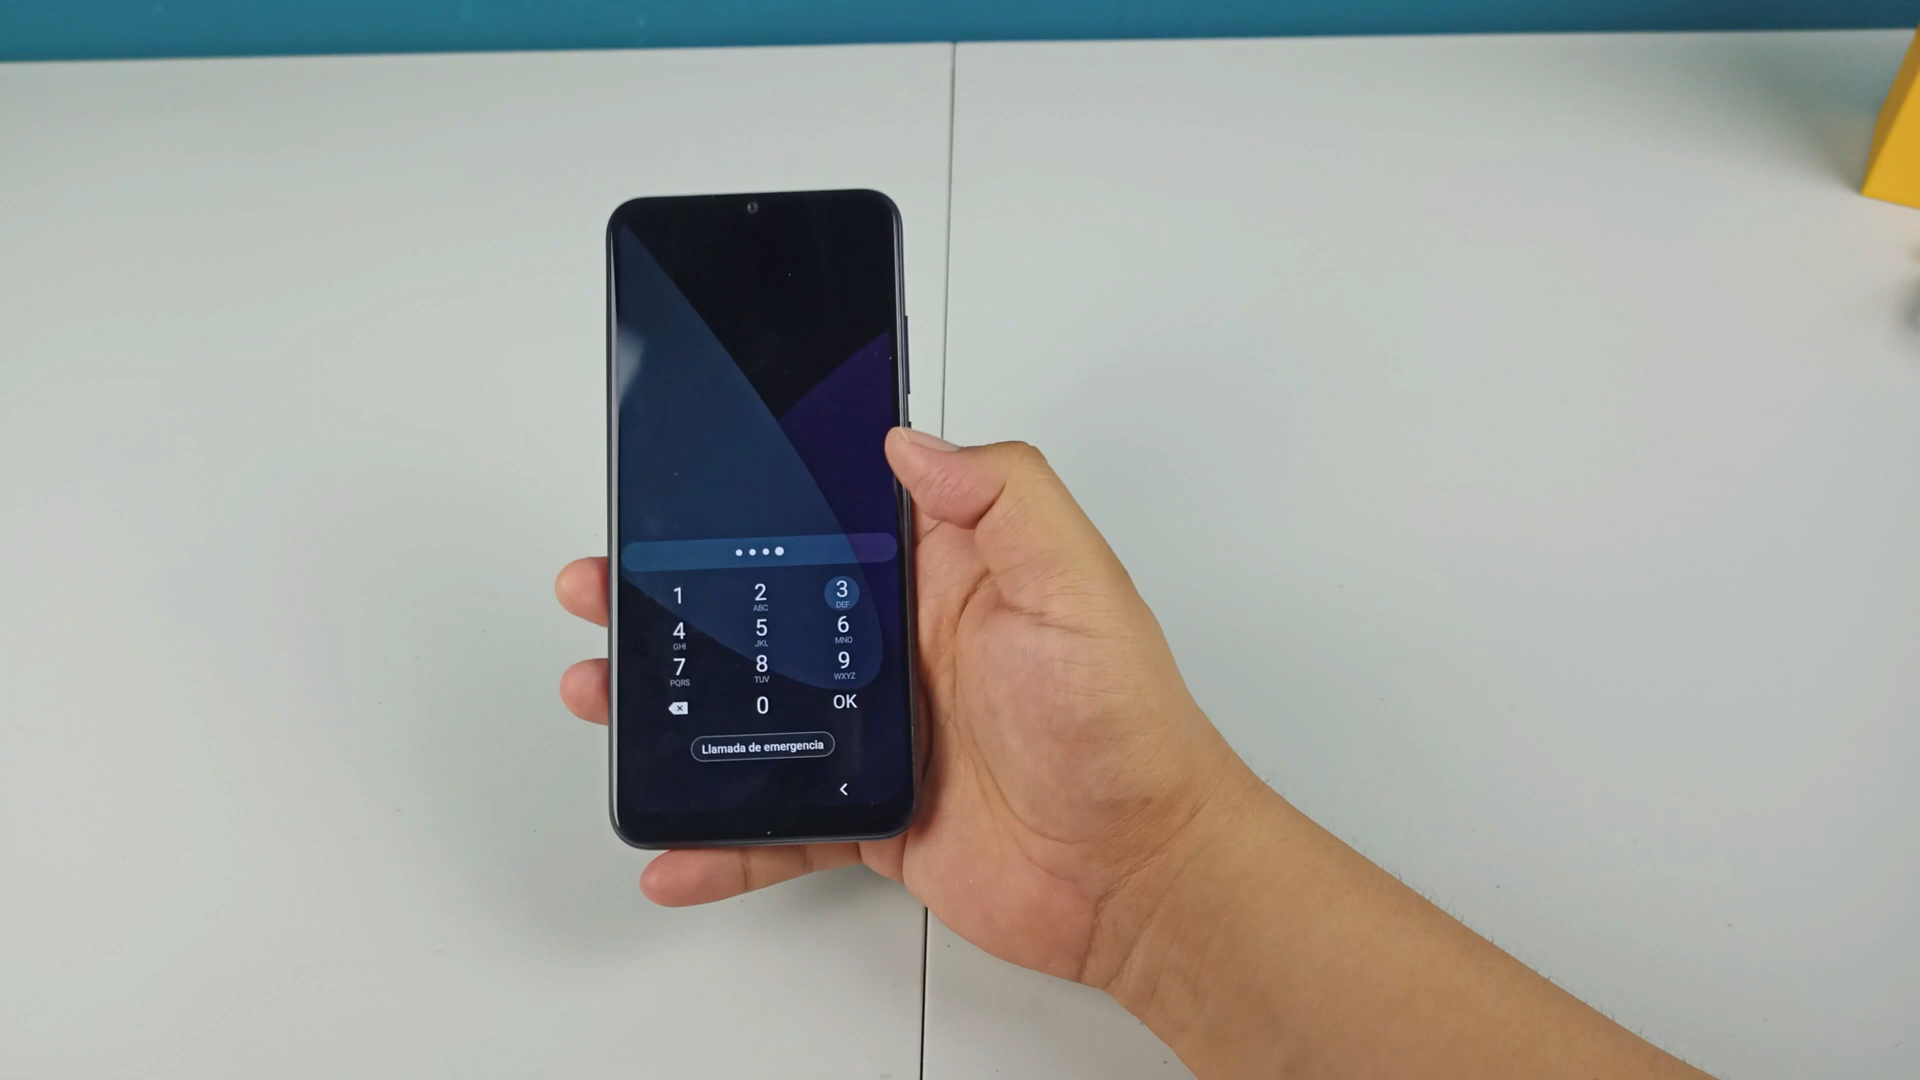 1 2 3
ABC DEF
4 5 6
GHI JKL MNO
7 8 9
PQRS TUV WXYZ
0 OK
Llamada de emergencia